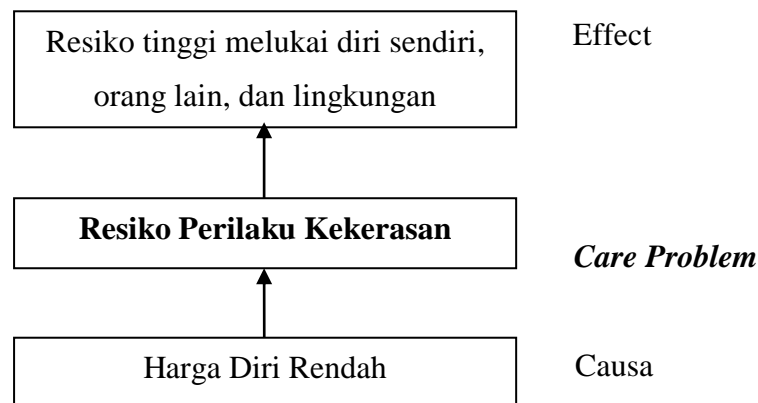 Resiko tinggi melukai diri sendiri,
orang lain, dan lingkungan
Effect
Resiko Perilaku Kekerasan
Care Problem
Harga Diri Rendah
Causa